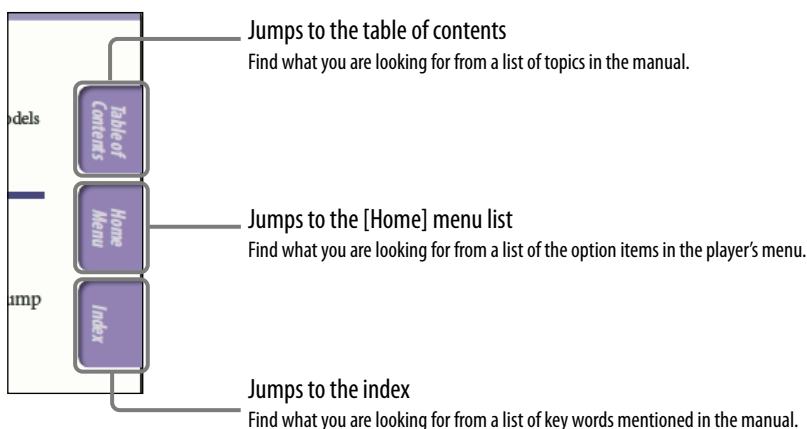 Jumps to the table of contents
Find what you are looking for from a list of topics in the manual.
odels
Table of
Contents
Home
Menu
Jumps to the [Home] menu list
Find what you are looking for from a list of the option items in the player’s menu.
ump
Index
Jumps to the index
Find what you are looking for from a list of key words mentioned in the manual.